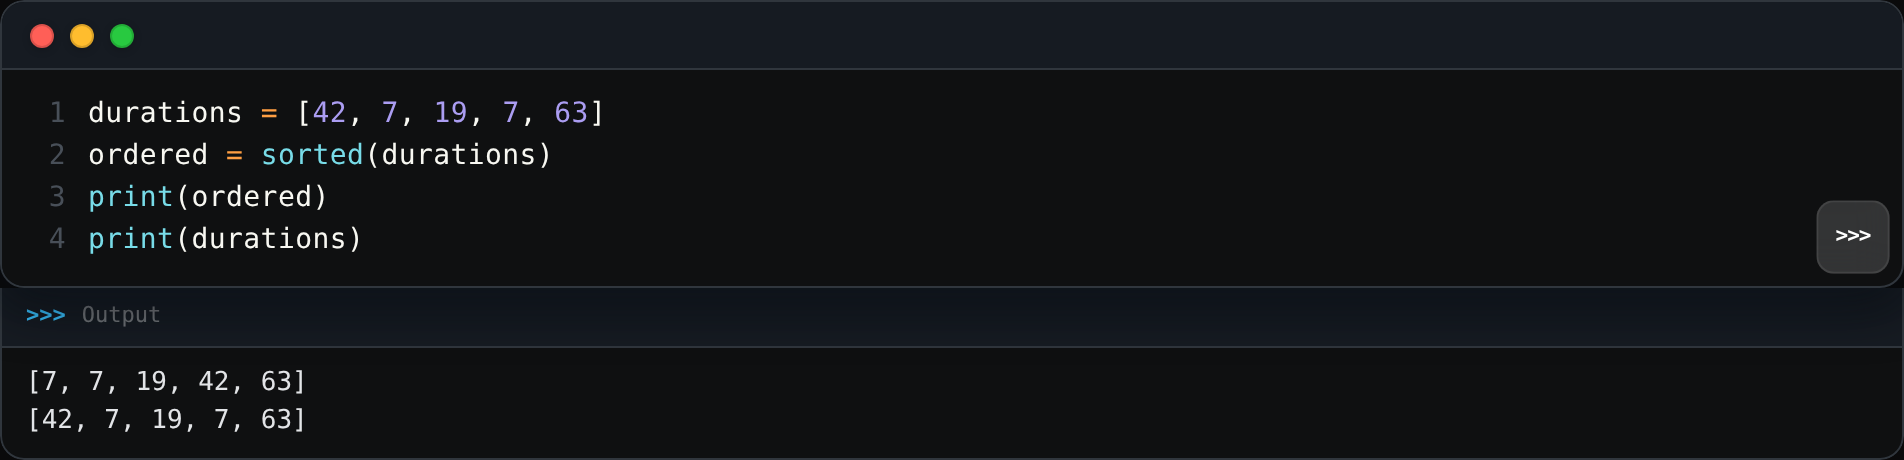 1 durations = [42, 7, 19, 7, 63]
2 ordered = sorted(durations)
3 print(ordered)
4 print(durations)
>>>
>>> Output
[7, 7, 19, 42, 63]
[42, 7, 19, 7, 63]